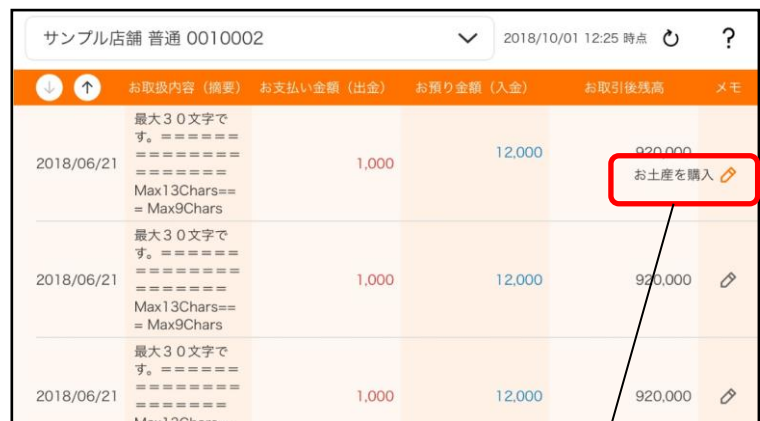 サンプル店舗 普通 0010002
2018/10/01 12:25 時点
?
お取扱内容（摘要） お支払い金額（出金） お預り金額（入金） お取引後残高 メモ
最大３０文字で
す。＝＝＝＝＝＝
＝＝＝＝＝＝＝＝
＝＝＝＝＝＝＝
Max13Chars==
= Max9Chars
2018/06/21
1,000
12,000
920,000
お土産を購入
最大３０文字で
す。＝＝＝＝＝＝
＝＝＝＝＝＝＝＝
＝＝＝＝＝＝＝
Max13Chars==
= Max9Chars
2018/06/21
1,000
12,000
920,000
最大３０文字で
す。＝＝＝＝＝＝
＝＝＝＝＝＝＝＝
＝＝＝＝＝＝＝
Max13Chars==
2018/06/21
1,000
12,000
920,000